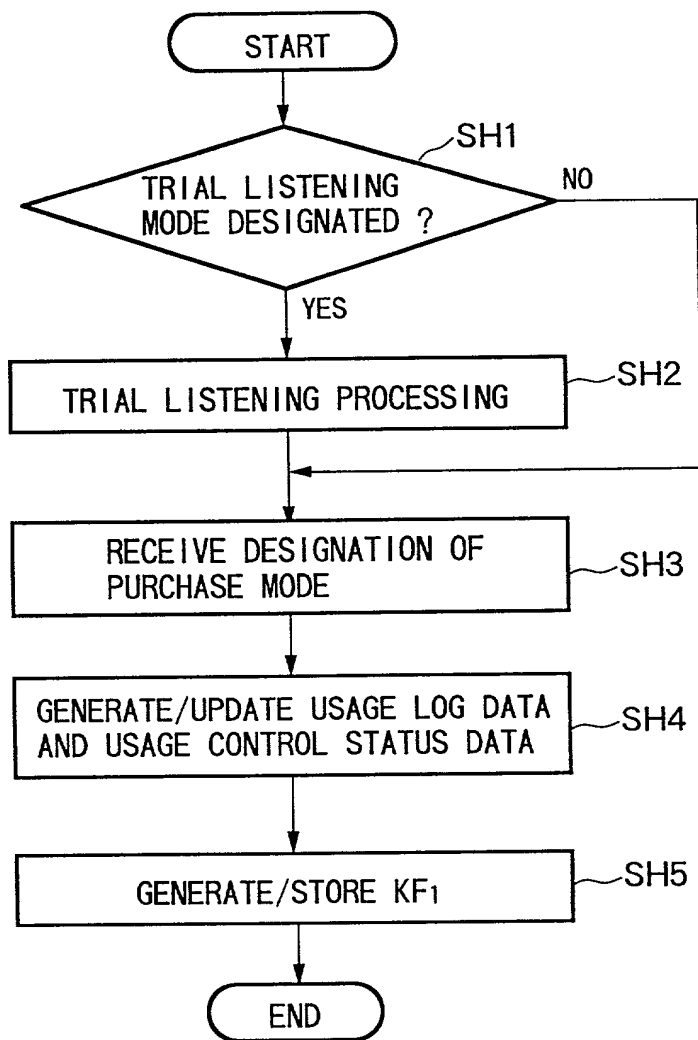 START
SH1
TRIAL LISTENING
MODE DESIGNATED ?
NO
YES
TRIAL LISTENING PROCESSING
SH2
RECEIVE DESIGNATION OF
PURCHASE MODE
SH3
GENERATE/UPDATE USAGE LOG DATA
AND USAGE CONTROL STATUS DATA
SH4
GENERATE/STORE KF1
SH5
END